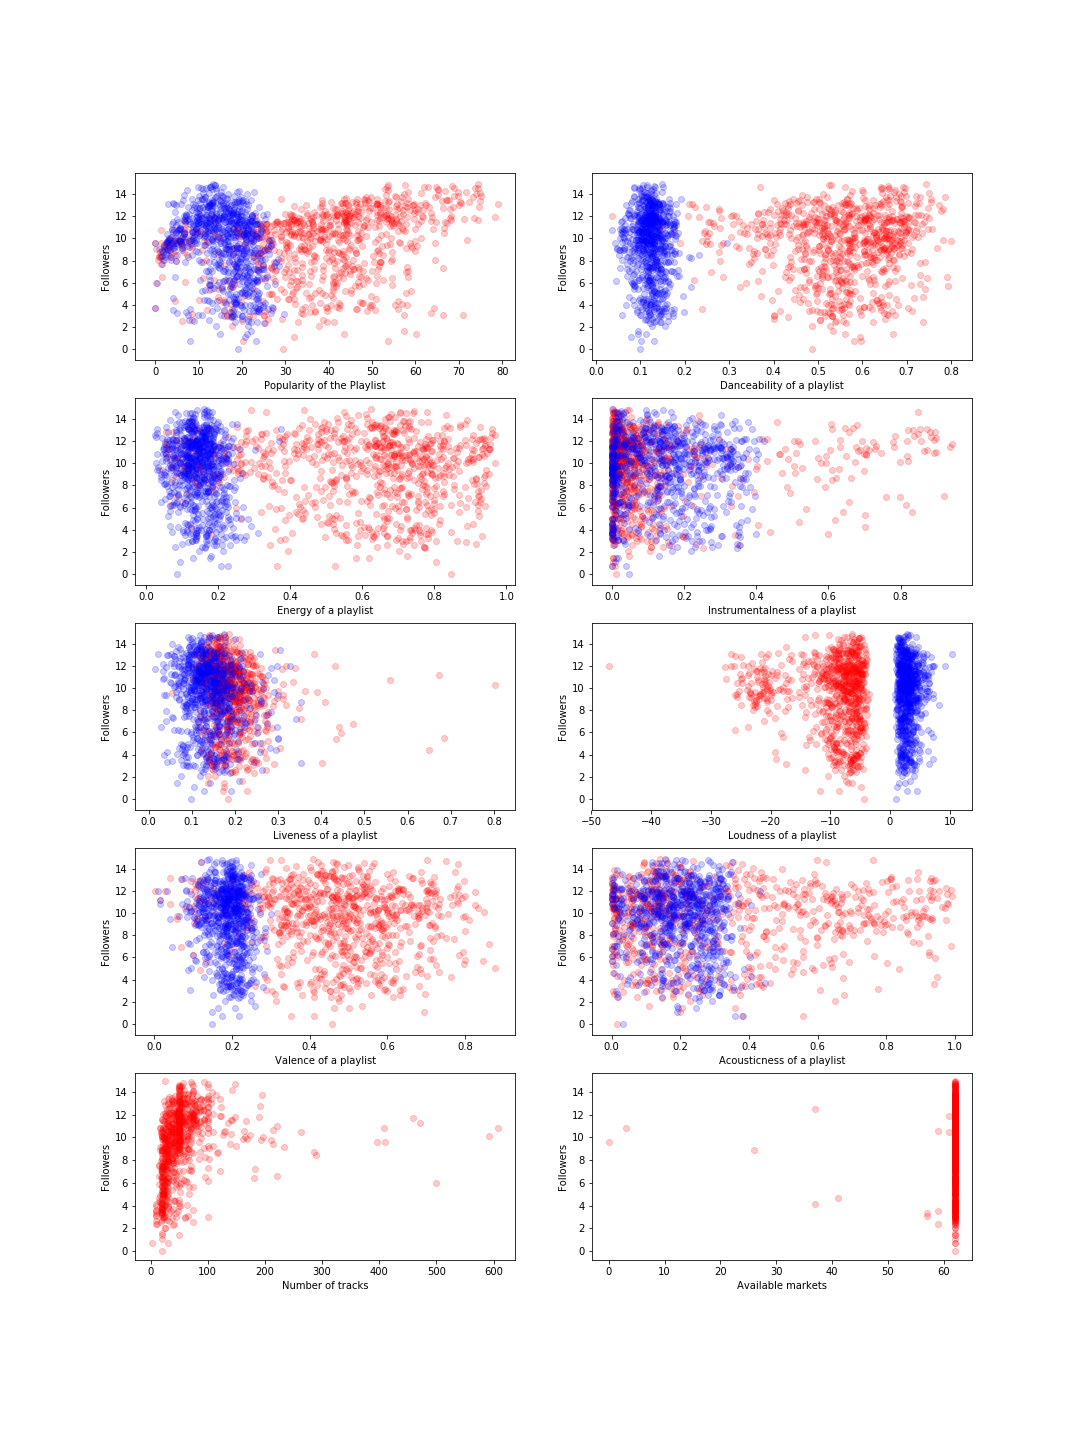 14
12
10
8
6
4
2
0
Followers
0 10 20 30 40 50 60 70 80
Popularity of the Playlist
14
12
10
8
6
4
2
0
Followers
0.0 0.1 0.2 0.3 0.4 0.5 0.6 0.7 0.8
Danceability of a playlist
14
12
10
8
6
4
2
0
Followers
0.0 0.2 0.4 0.6 0.8 1.0
Energy of a playlist
14
12
10
8
6
4
2
0
Followers
0.0 0.2 0.4 0.6 0.8
Instrumentalness of a playlist
14
12
10
8
6
4
2
0
Followers
0.0 0.1 0.2 0.3 0.4 0.5 0.6 0.7 0.8
Liveness of a playlist
14
12
10
8
6
4
2
0
Followers
−50 −40 −30 −20 −10 0 10
Loudness of a playlist
14
12
10
8
6
4
2
0
Followers
0.0 0.2 0.4 0.6 0.8
Valence of a playlist
14
12
10
8
6
4
2
0
Followers
0.0 0.2 0.4 0.6 0.8 1.0
Acousticness of a playlist
14
12
10
8
6
4
2
0
Followers
0 100 200 300 400 500 600
Number of tracks
14
12
10
8
6
4
2
0
Followers
0 10 20 30 40 50 60
Available markets